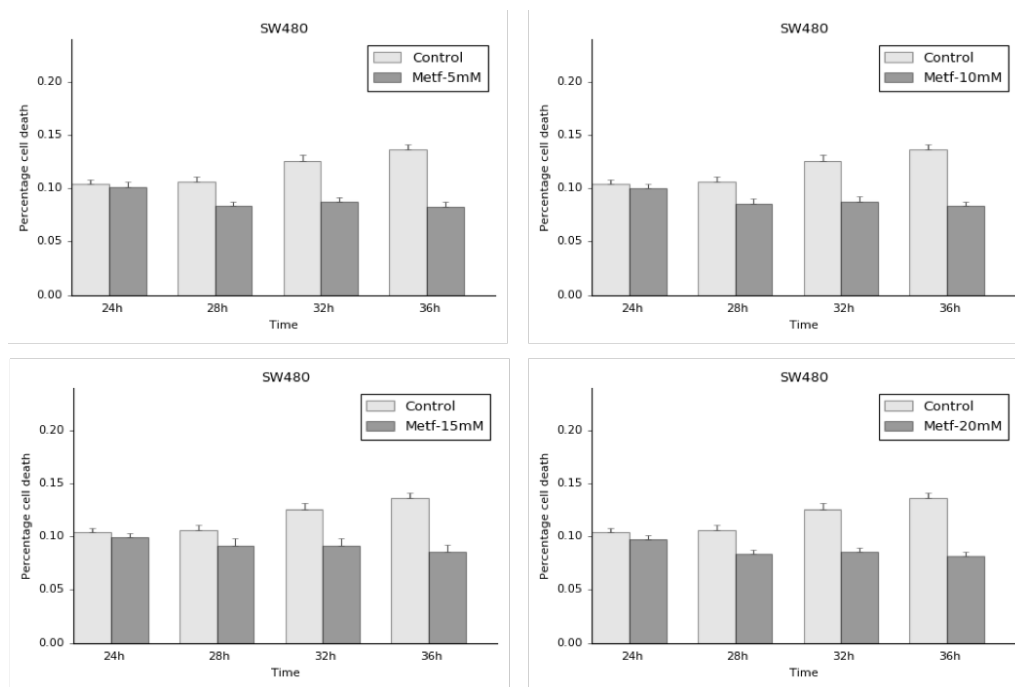 SW480
Control
Metf-5mM
Percentage cell death
0.20
0.15
0.10
0.05
0.00
24h 28h 32h 36h
Time
SW480
Control
Metf-10mM
Percentage cell death
0.20
0.15
0.10
0.05
0.00
24h 28h 32h 36h
Time
SW480
Control
Metf-15mM
Percentage cell death
0.20
0.15
0.10
0.05
0.00
24h 28h 32h 36h
Time
SW480
Control
Metf-20mM
Percentage cell death
0.20
0.15
0.10
0.05
0.00
24h 28h 32h 36h
Time